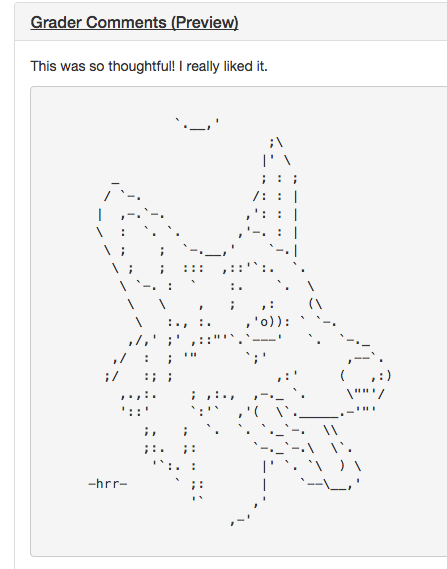 Grader Comments (Preview)
This was so thoughtful! I really liked it.
–hrr–